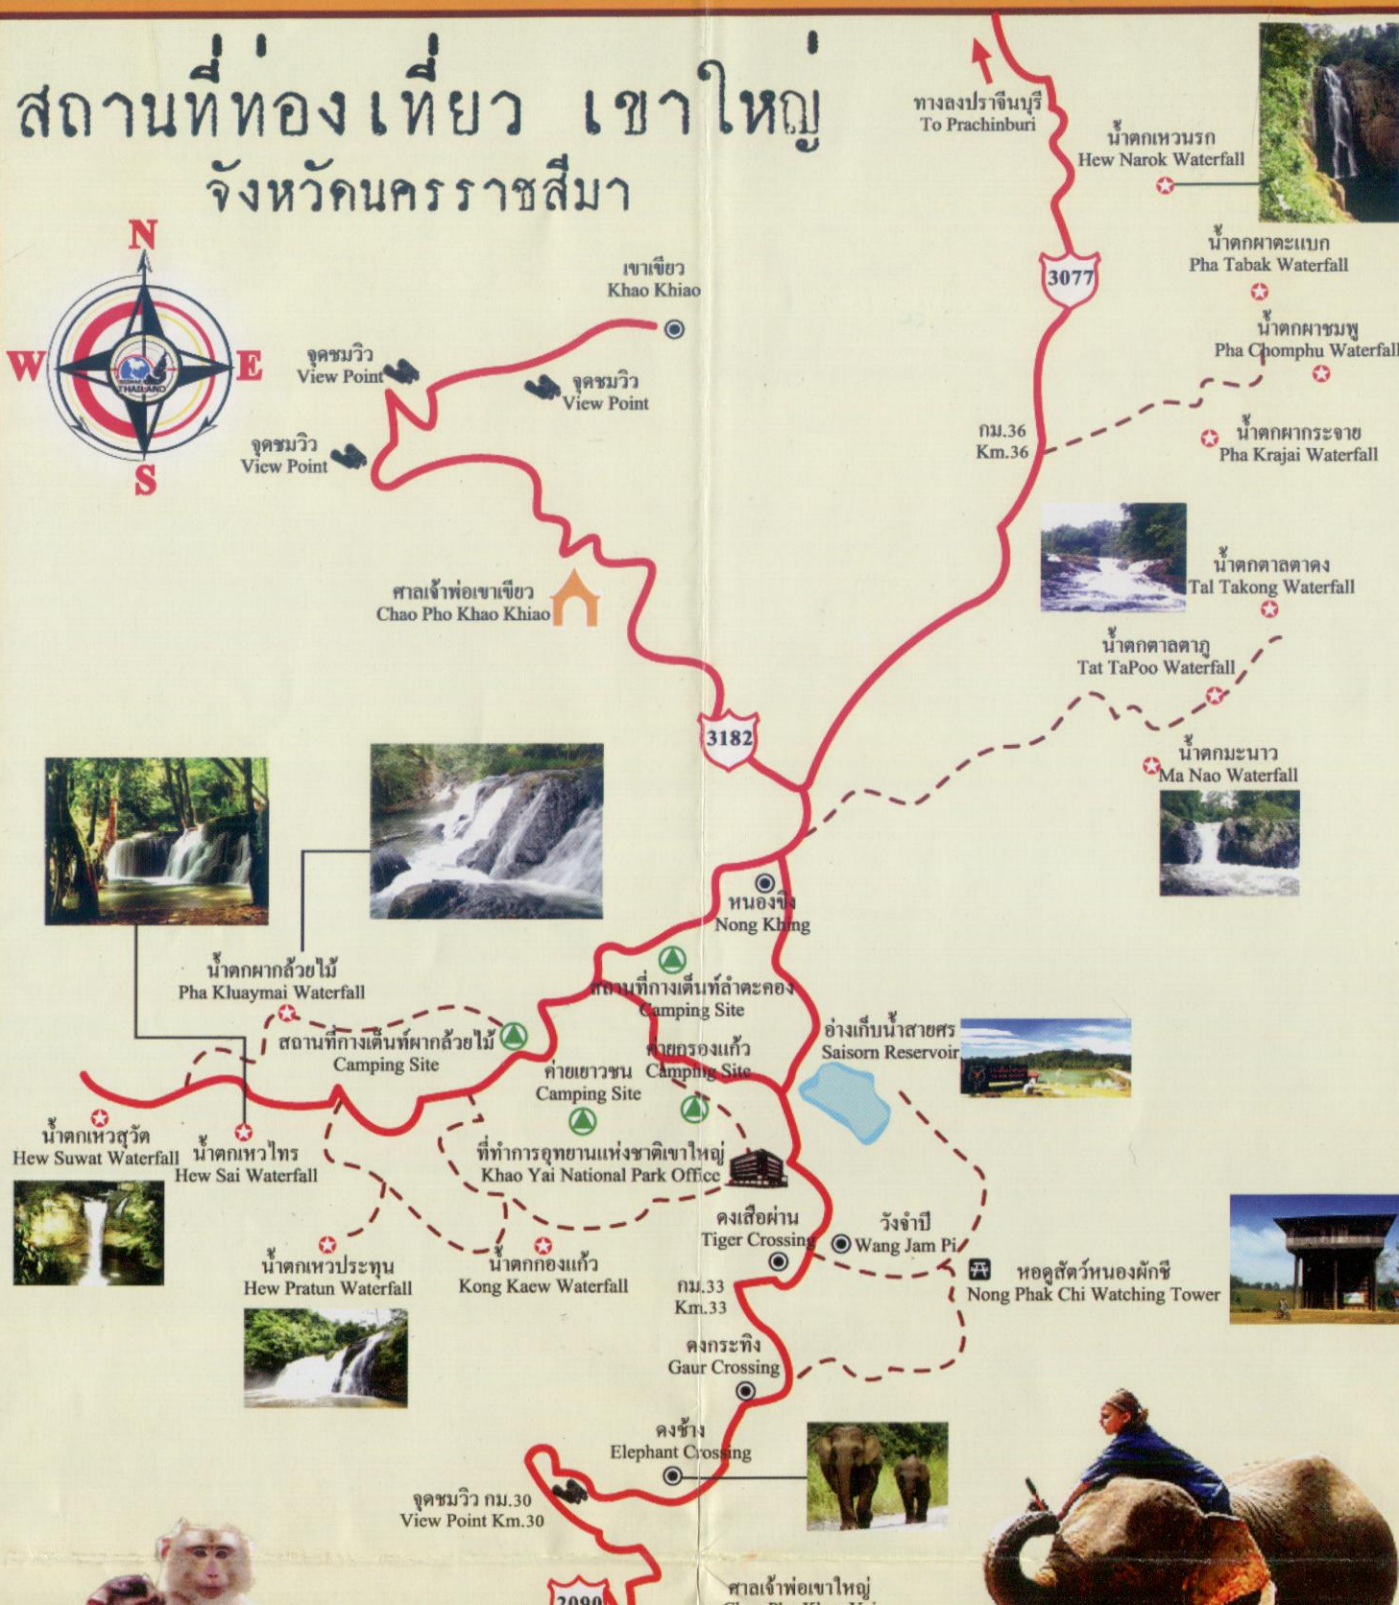 สถานที่ท่องเที่ยว เขาใหญ่
จังหวัดนครราชสีมา
N
W
E
S
THAILAND
ทางลงปราจีนบุรี
To Prachinburi
น้ำตกเหวนรก
Hew Narok Waterfall
น้ำตกผาตะแบก
Pha Tabak Waterfall
3077
เขาเขียว
Khao Khiao
น้ำตกผาชมพู
Pha Chomphu Waterfall
จุดชมวิว
View Point
จุดชมวิว
View Point
จุดชมวิว
View Point
กม.36
Km.36
น้ำตกผากระจาย
Pha Krajai Waterfall
น้ำตกตาลตาคง
Tal Takong Waterfall
ศาลเจ้าพ่อเขาเขียว
Chao Pho Khao Khiao
น้ำตกตาลตาภู
Tat TaPoo Waterfall
3182
น้ำตกมะนาว
Ma Nao Waterfall
หนองขิง
Nong Khing
น้ำตกผากล้วยไม้
Pha Kluaymai Waterfall
สถานที่กางเต็นท์ลำตะคอง
Camping Site
สถานที่กางเต็นท์ผากล้วยไม้
Camping Site
อ่างเก็บน้ำสายศร
Saisorn Reservoir
ค่ายกรองแก้ว
Camping Site
ค่ายเยาวชน
Camping Site
น้ำตกเหวสุวัต
Hew Suwat Waterfall
น้ำตกเหวไทร
Hew Sai Waterfall
ที่ทำการอุทยานแห่งชาติเขาใหญ่
Khao Yai National Park Office
ดงเสือผ่าน
Tiger Crossing
วังจำปี
Wang Jam Pi
น้ำตกเหวประทุน
Hew Pratun Waterfall
น้ำตกกองแก้ว
Kong Kaew Waterfall
กม.33
Km.33
หอดูสัตว์หนองผักชี
Nong Phak Chi Watching Tower
ดงกระทิง
Gaur Crossing
ดงช้าง
Elephant Crossing
จุดชมวิว กม.30
View Point Km.30
2090
ศาลเจ้าพ่อเขาใหญ่